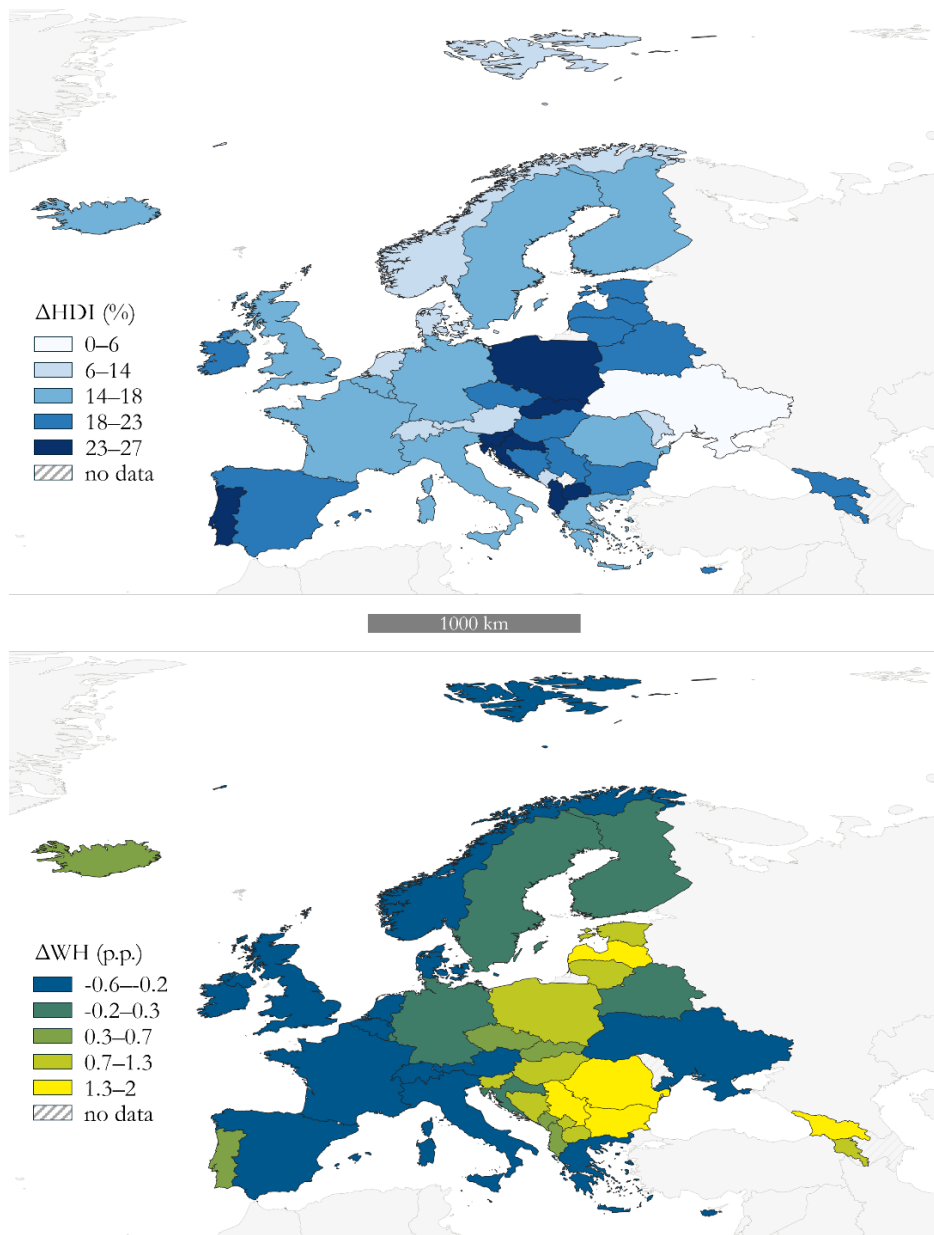 ΔHDI (%)
0–6
6–14
14–18
18–23
23–27
no data
1000 km
ΔWH (p.p.)
-0.6–-0.2
-0.2–0.3
0.3–0.7
0.7–1.3
1.3–2
no data